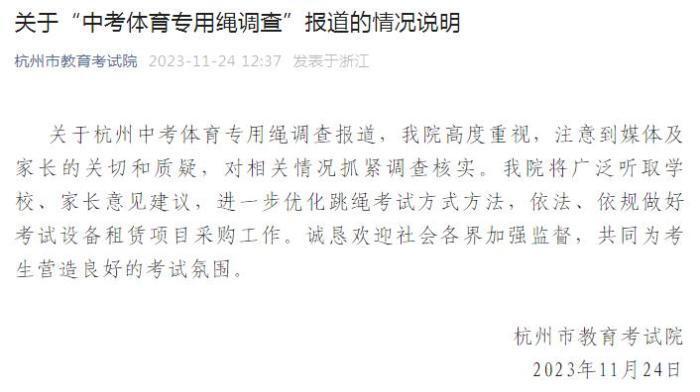 关于“中考体育专用绳调查”报道的情况说明
杭州市教育考试院 2023-11-24 12:37 发表于浙江
关于杭州中考体育专用绳调查报道，我院高度重视，注意到媒体及
家长的关切和质疑，对相关情况抓紧调查核实。我院将广泛听取学
校、家长意见建议，进一步优化跳绳考试方式方法，依法、依规做好
考试设备租赁项目采购工作。诚恳欢迎社会各界加强监督，共同为考
生营造良好的考试氛围。
杭州市教育考试院
2023年11月24日